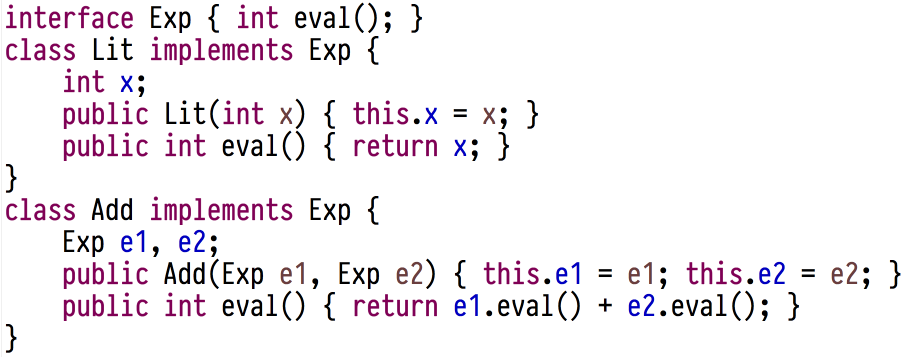 interface Exp { int eval(); }
class Lit implements Exp {
    int x;
    public Lit(int x) { this.x = x; }
    public int eval() { return x; }
}
class Add implements Exp {
    Exp e1, e2;
    public Add(Exp e1, Exp e2) { this.e1 = e1; this.e2 = e2; }
    public int eval() { return e1.eval() + e2.eval(); }
}